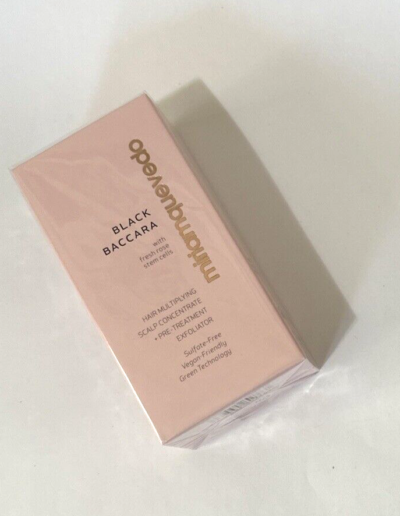 miriamquevedo
BLACK
BACCARA
with
fresh rose
stem cells
HAIR MULTIPLYING
SCALP CONCENTRATE
+ PRE-TREATMENT
EXFOLIATOR
Sulfate-Free
Vegan-Friendly
Green Technology